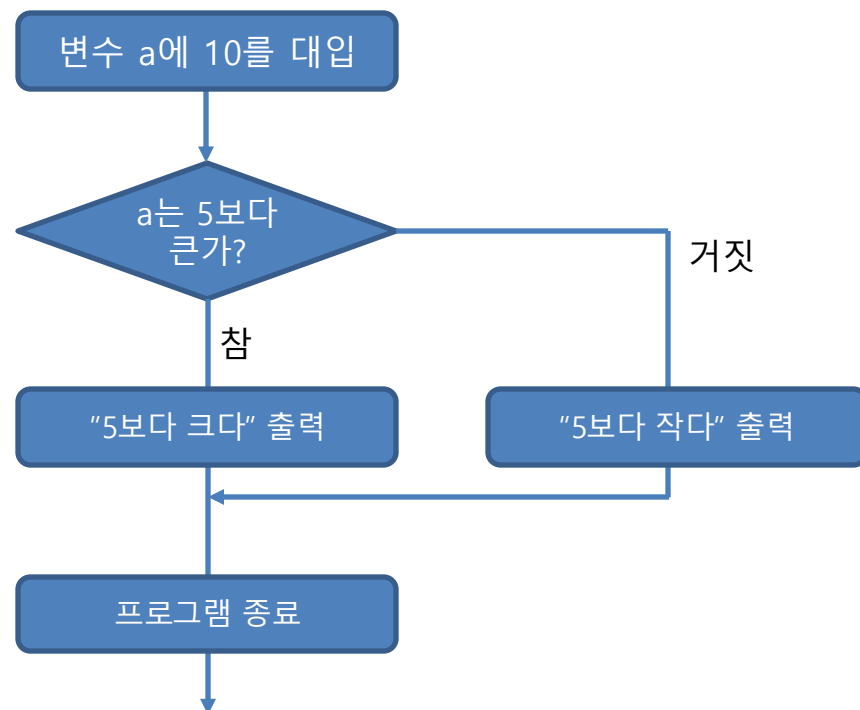 변수 a에 10를 대입
a는 5보다
큰가?
거짓
참
"5보다 크다" 출력
"5보다 작다" 출력
프로그램 종료